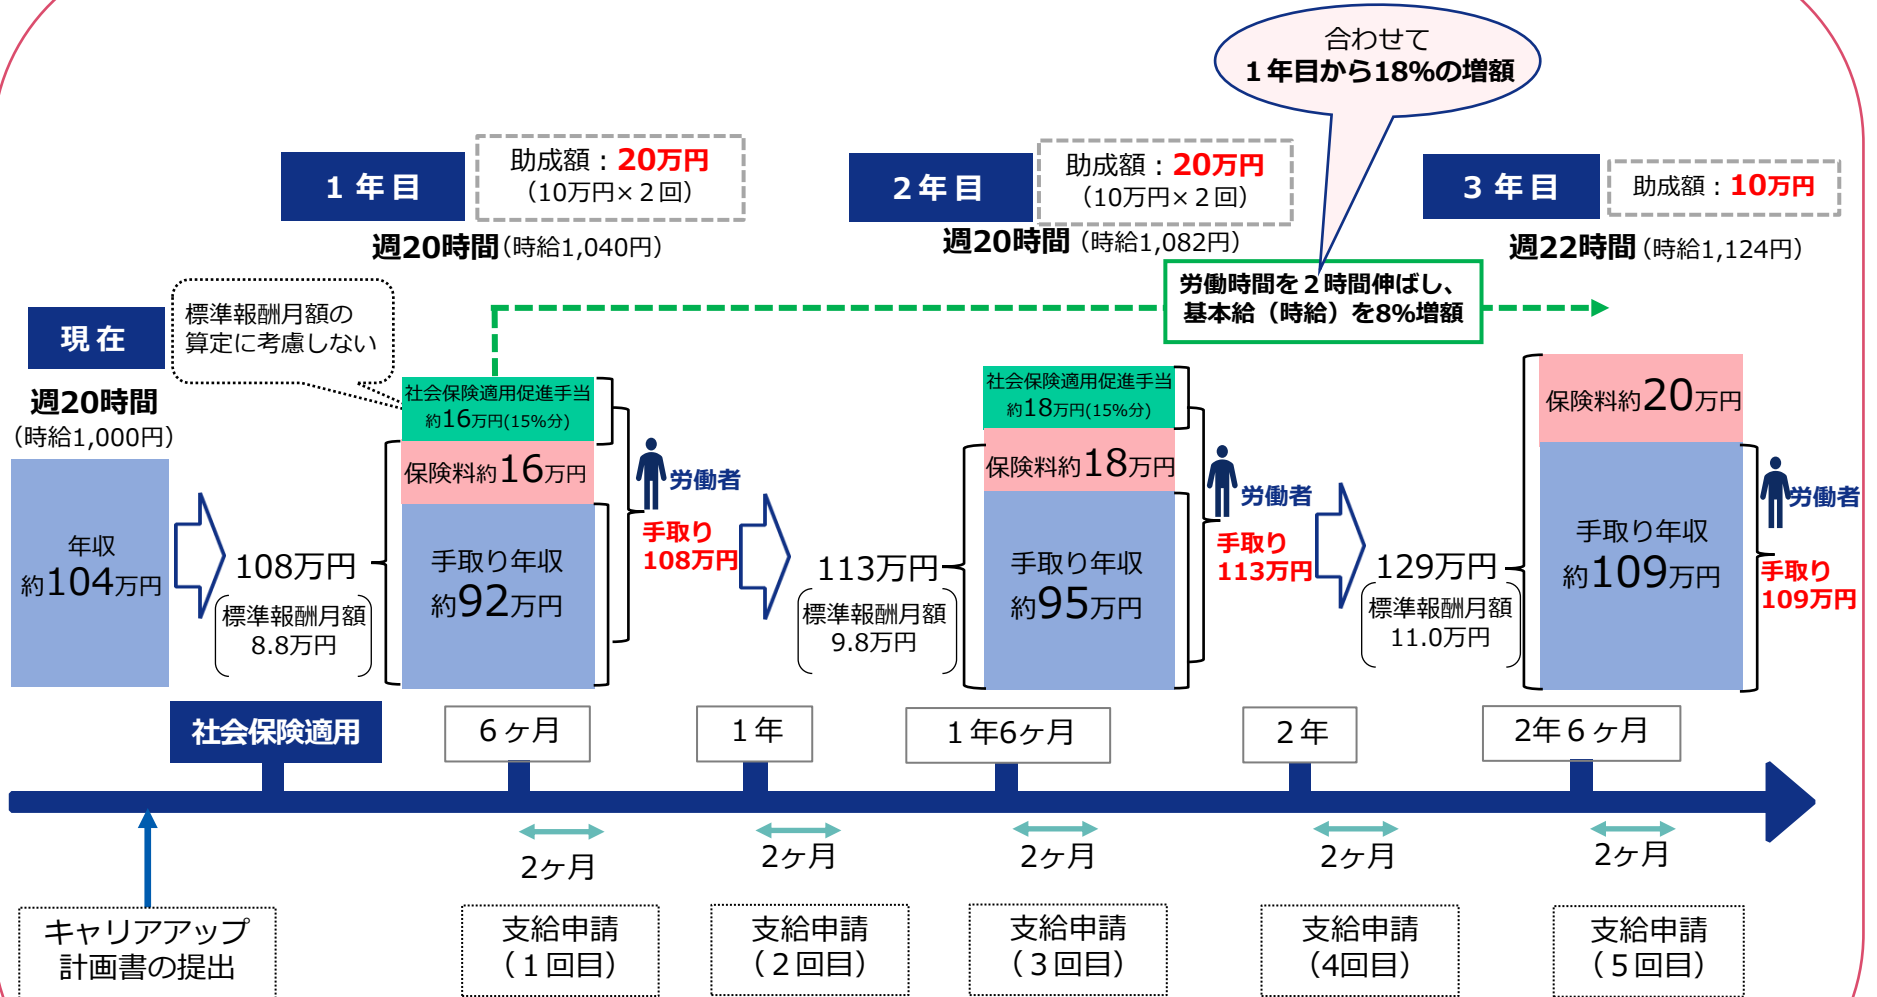 合わせて
1年目から18%の増額
1年目
助成額：20万円
（10万円×2回）
週20時間（時給1,040円）
2年目
助成額：20万円
（10万円×2回）
週20時間（時給1,082円）
3年目
助成額：10万円
週22時間（時給1,124円）
労働時間を2時間伸ばし、
基本給（時給）を8%増額
現在
週20時間
（時給1,000円）
標準報酬月額の
算定に考慮しない
年収
約104万円
108万円
標準報酬月額
8.8万円
社会保険適用促進手当
約16万円(15%分)
保険料約16万円
手取り年収
約92万円
労働者
手取り
108万円
113万円
標準報酬月額
9.8万円
社会保険適用促進手当
約18万円(15%分)
保険料約18万円
手取り年収
約95万円
労働者
手取り
113万円
129万円
標準報酬月額
11.0万円
保険料約20万円
手取り年収
約109万円
労働者
手取り
109万円
社会保険適用
6ヶ月
1年
1年6ヶ月
2年
2年6ヶ月
2ヶ月
2ヶ月
2ヶ月
2ヶ月
2ヶ月
キャリアアップ
計画書の提出
支給申請
（1回目）
支給申請
（2回目）
支給申請
（3回目）
支給申請
（4回目）
支給申請
（5回目）